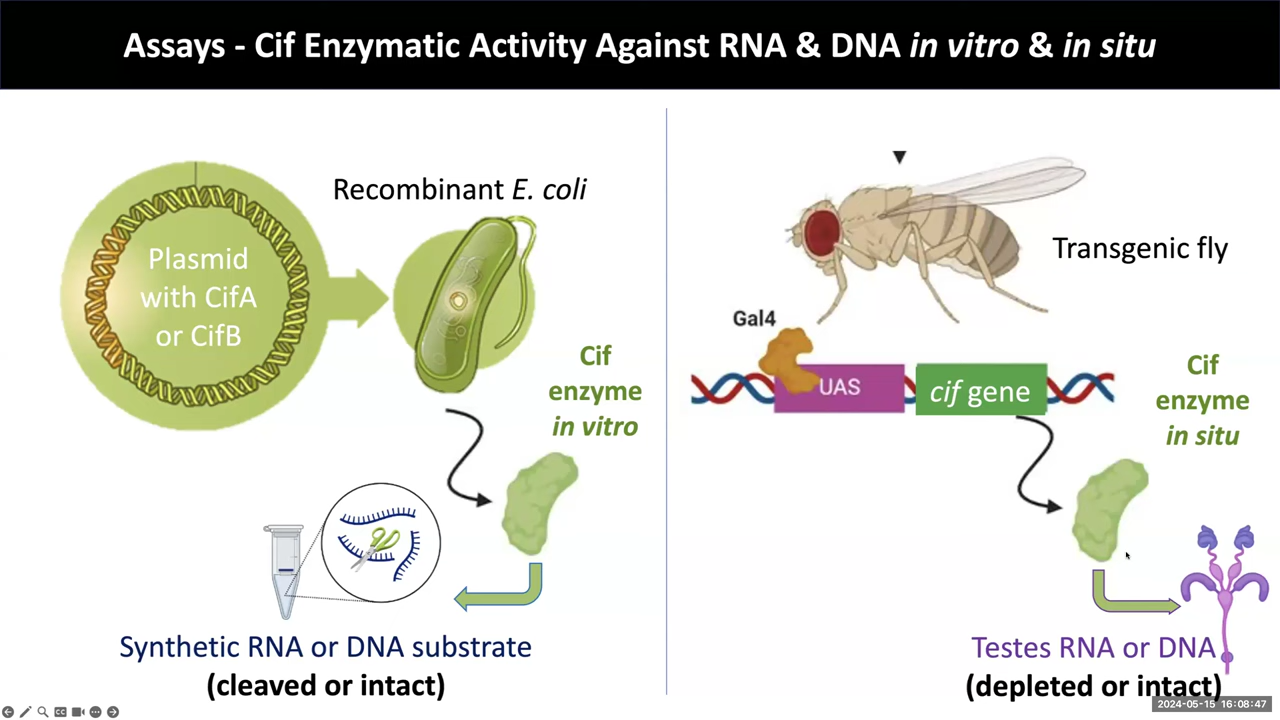 Assays - Cif Enzymatic Activity Against RNA & DNA in vitro & in situ
Recombinant E. coli
Plasmid
with CifA
or CifB
Cif
enzyme
in vitro
Synthetic RNA or DNA substrate
(cleaved or intact)
Transgenic fly
Gal4
UAS
cif gene
Cif
enzyme
in situ
Testes RNA or DNA
(depleted or intact)
2024-05-15 16:08:47